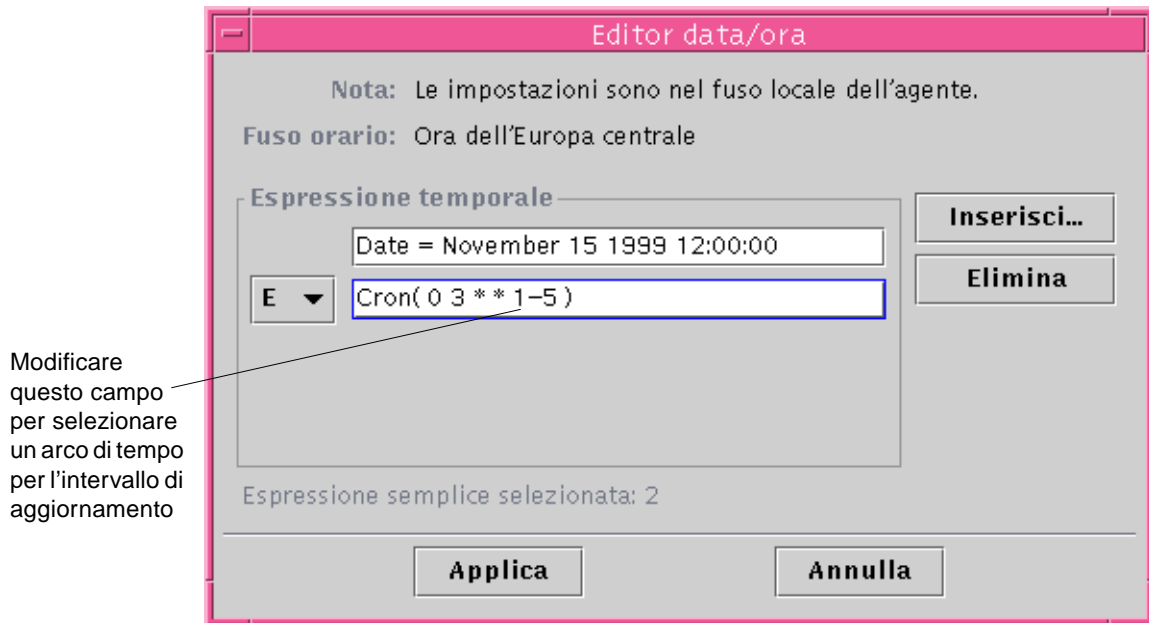 Editor data/ora
Nota: Le impostazioni sono nel fuso locale dell'agente.
Fuso orario: Ora dell'Europa centrale
Espressione temporale
Inserisci...
Date = November 15 1999 12:00:00
Elimina
E
Cron( 0 3 * * 1-5 )
Modificare
questo campo
per selezionare
un arco di tempo
per l'intervallo di
aggiornamento
Espressione semplice selezionata: 2
Applica
Annulla